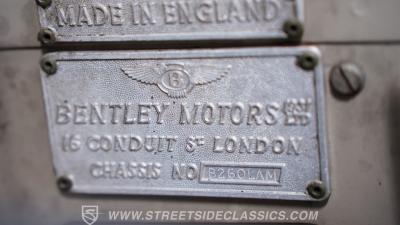 MADE IN ENGLAND
B
BENTLEY MOTORS (1931) LTD
16 CONDUIT ST LONDON
CHASSIS NO B260LAM
S WWW.STREETSIDECLASSICS.COM